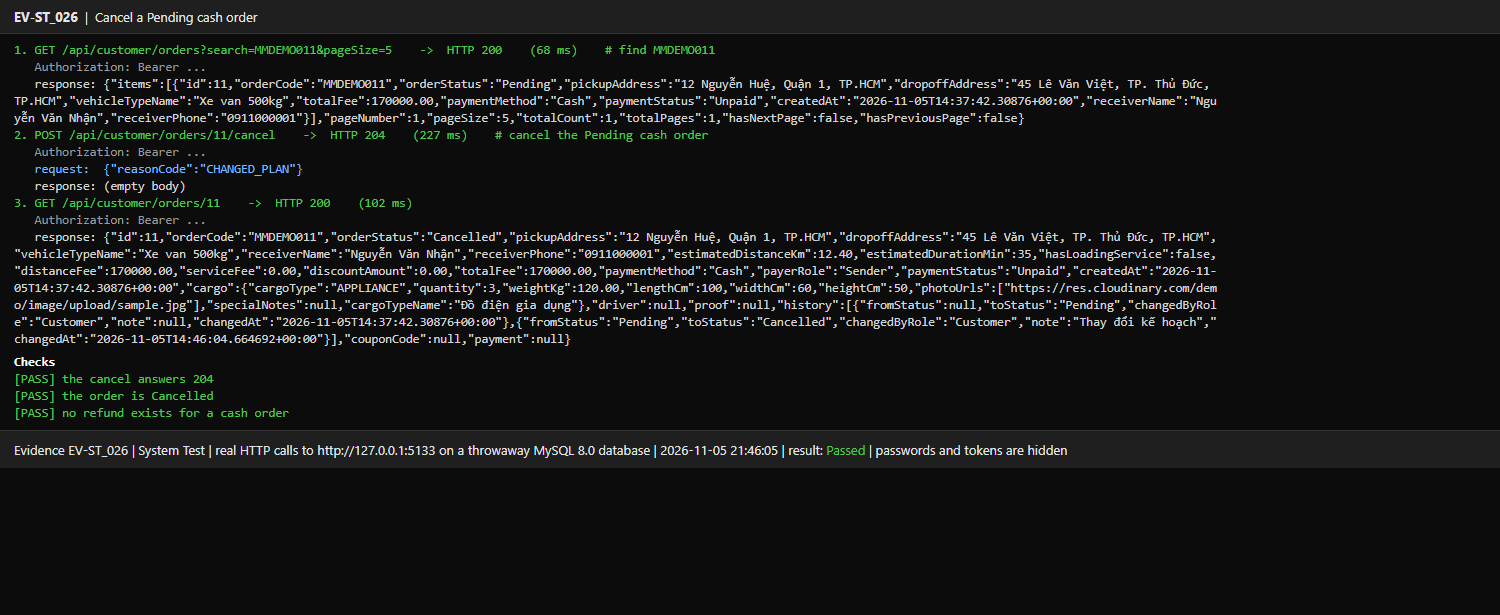 EV-ST_026 | Cancel a Pending cash order
1. GET /api/customer/orders?search=MMDEMO011&pageSize=5 -> HTTP 200 (68 ms) # find MMDEMO011
Authorization: Bearer ...
response: {"items":[{"id":11,"orderCode":"MMDEMO011","orderStatus":"Pending","pickupAddress":"12 Nguyễn Huệ, Quận 1, TP.HCM","dropoffAddress":"45 Lê Văn Việt, TP. Thủ Đức,
TP.HCM","vehicleTypeName":"Xe van 500kg","totalFee":170000.00,"paymentMethod":"Cash","paymentStatus":"Unpaid","createdAt":"2026-11-05T14:37:42.30876+00:00","receiverName":"Ngu
yễn Văn Nhận","receiverPhone":"0911000001"}],"pageNumber":1,"pageSize":5,"totalCount":1,"totalPages":1,"hasNextPage":false,"hasPreviousPage":false}
2. POST /api/customer/orders/11/cancel -> HTTP 204 (227 ms) # cancel the Pending cash order
Authorization: Bearer ...
request: {"reasonCode":"CHANGED_PLAN"}
response: (empty body)
3. GET /api/customer/orders/11 -> HTTP 200 (102 ms)
Authorization: Bearer ...
response: {"id":11,"orderCode":"MMDEMO011","orderStatus":"Cancelled","pickupAddress":"12 Nguyễn Huệ, Quận 1, TP.HCM","dropoffAddress":"45 Lê Văn Việt, TP. Thủ Đức, TP.HCM",
"vehicleTypeName":"Xe van 500kg","receiverName":"Nguyễn Văn Nhận","receiverPhone":"0911000001","estimatedDistanceKm":12.40,"estimatedDurationMin":35,"hasLoadingService":false,
"distanceFee":170000.00,"serviceFee":0.00,"discountAmount":0.00,"totalFee":170000.00,"paymentMethod":"Cash","payerRole":"Sender","paymentStatus":"Unpaid","createdAt":"2026-11-
05T14:37:42.30876+00:00","cargo":{"cargoType":"APPLIANCE","quantity":3,"weightKg":120.00,"lengthCm":100,"widthCm":60,"heightCm":50,"photoUrls":["https://res.cloudinary.com/dem
o/image/upload/sample.jpg"],"specialNotes":null,"cargoTypeName":"Đồ điện gia dụng"},"driver":null,"proof":null,"history":[{"fromStatus":null,"toStatus":"Pending","changedByRol
e":"Customer","note":null,"changedAt":"2026-11-05T14:37:42.30876+00:00"},{"fromStatus":"Pending","toStatus":"Cancelled","changedByRole":"Customer","note":"Thay đổi kế hoạch","
changedAt":"2026-11-05T14:46:04.664692+00:00"}],"couponCode":null,"payment":null}
Checks
[PASS] the cancel answers 204
[PASS] the order is Cancelled
[PASS] no refund exists for a cash order
Evidence EV-ST_026 | System Test | real HTTP calls to http://127.0.0.1:5133 on a throwaway MySQL 8.0 database | 2026-11-05 21:46:05 | result: Passed | passwords and tokens are hidden